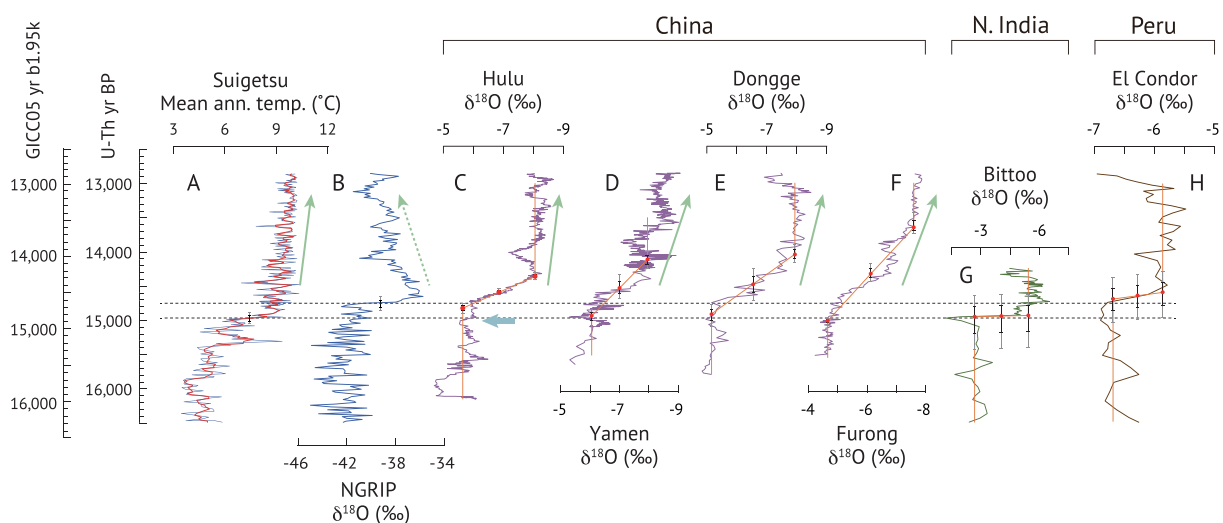 China
N. India
Peru
GICC05 yr b1.95k
U-Th yr BP
Suigetsu
Mean ann. temp. (˚C)
Hulu
δ¹⁸O (‰)
Dongge
δ¹⁸O (‰)
El Condor
δ¹⁸O (‰)
3 6 9 12
-5 -7 -9
-5 -7 -9
-7 -6 -5
A B C D E F H
13,000
14,000
15,000
16,000
13,000
14,000
15,000
16,000
Bittoo
δ¹⁸O (‰)
-3 -6
G
-5 -7 -9
Yamen
δ¹⁸O (‰)
-4 -6 -8
Furong
δ¹⁸O (‰)
-46 -42 -38 -34
NGRIP
δ¹⁸O (‰)